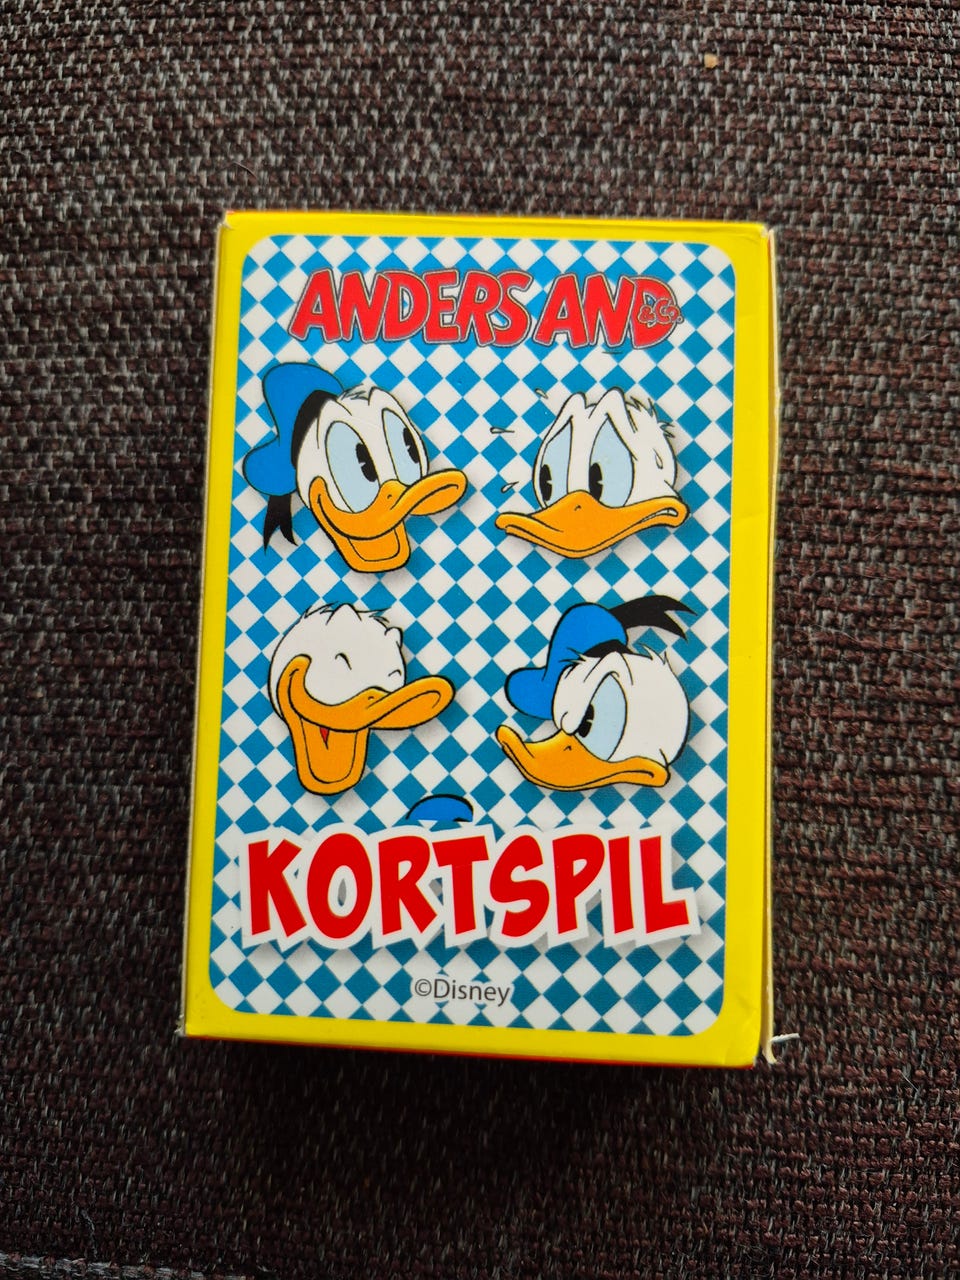 ANDERS AND &Co.
KORTSPIL
©Disney